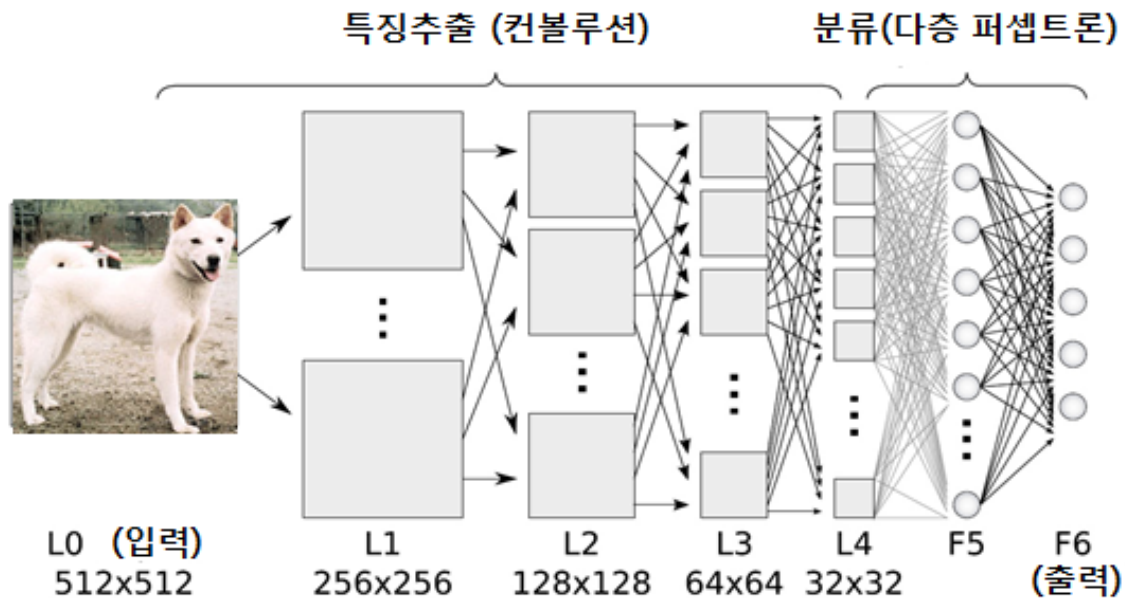 특징추출 (컨볼루션)
분류(다층 퍼셉트론)
L0 (입력)
512x512
L1
256x256
L2
128x128
L3
64x64
L4
32x32
F5
F6
(출력)